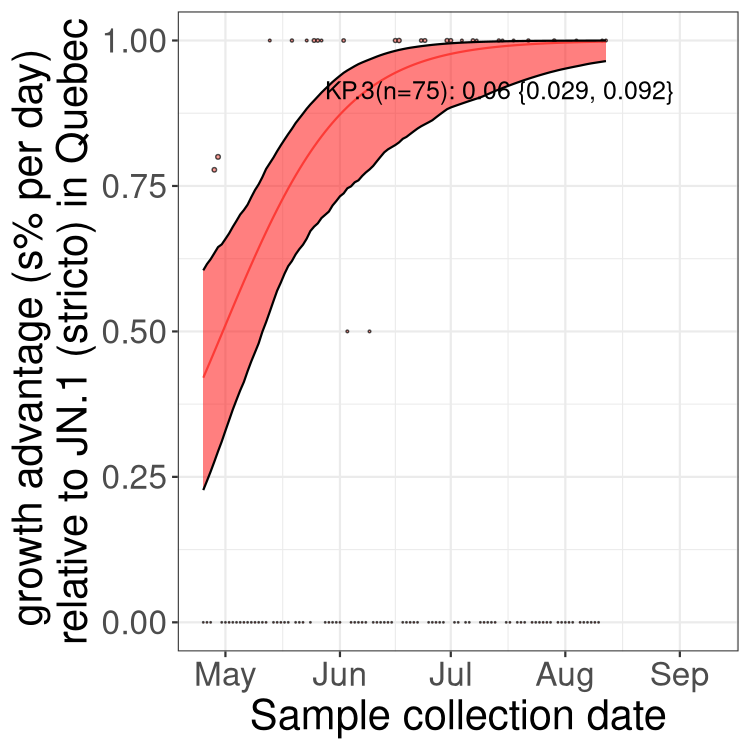 growth advantage (s% per day)
relative to JN.1 (stricto) in Quebec
1.00
0.75
0.50
0.25
0.00
KP.3(n=75): 0.06 {0.029, 0.092}
May Jun Jul Aug Sep
Sample collection date